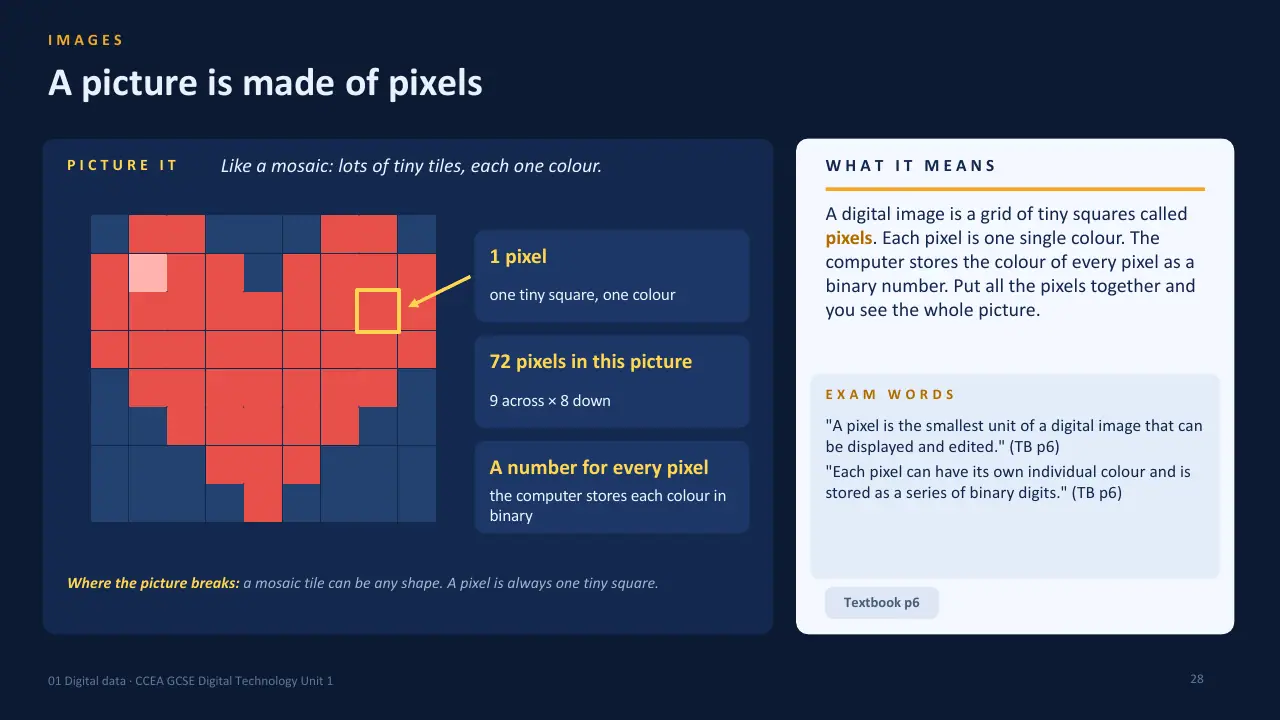 IMAGES
A picture is made of pixels
PICTURE IT
Like a mosaic: lots of tiny tiles, each one colour.
1 pixel
one tiny square, one colour
72 pixels in this picture
9 across × 8 down
A number for every pixel
the computer stores each colour in
binary
Where the picture breaks: a mosaic tile can be any shape. A pixel is always one tiny square.
WHAT IT MEANS
A digital image is a grid of tiny squares called
pixels. Each pixel is one single colour. The
computer stores the colour of every pixel as a
binary number. Put all the pixels together and
you see the whole picture.
EXAM WORDS
"A pixel is the smallest unit of a digital image that can
be displayed and edited." (TB p6)
"Each pixel can have its own individual colour and is
stored as a series of binary digits." (TB p6)
Textbook p6
01 Digital data · CCEA GCSE Digital Technology Unit 1
28